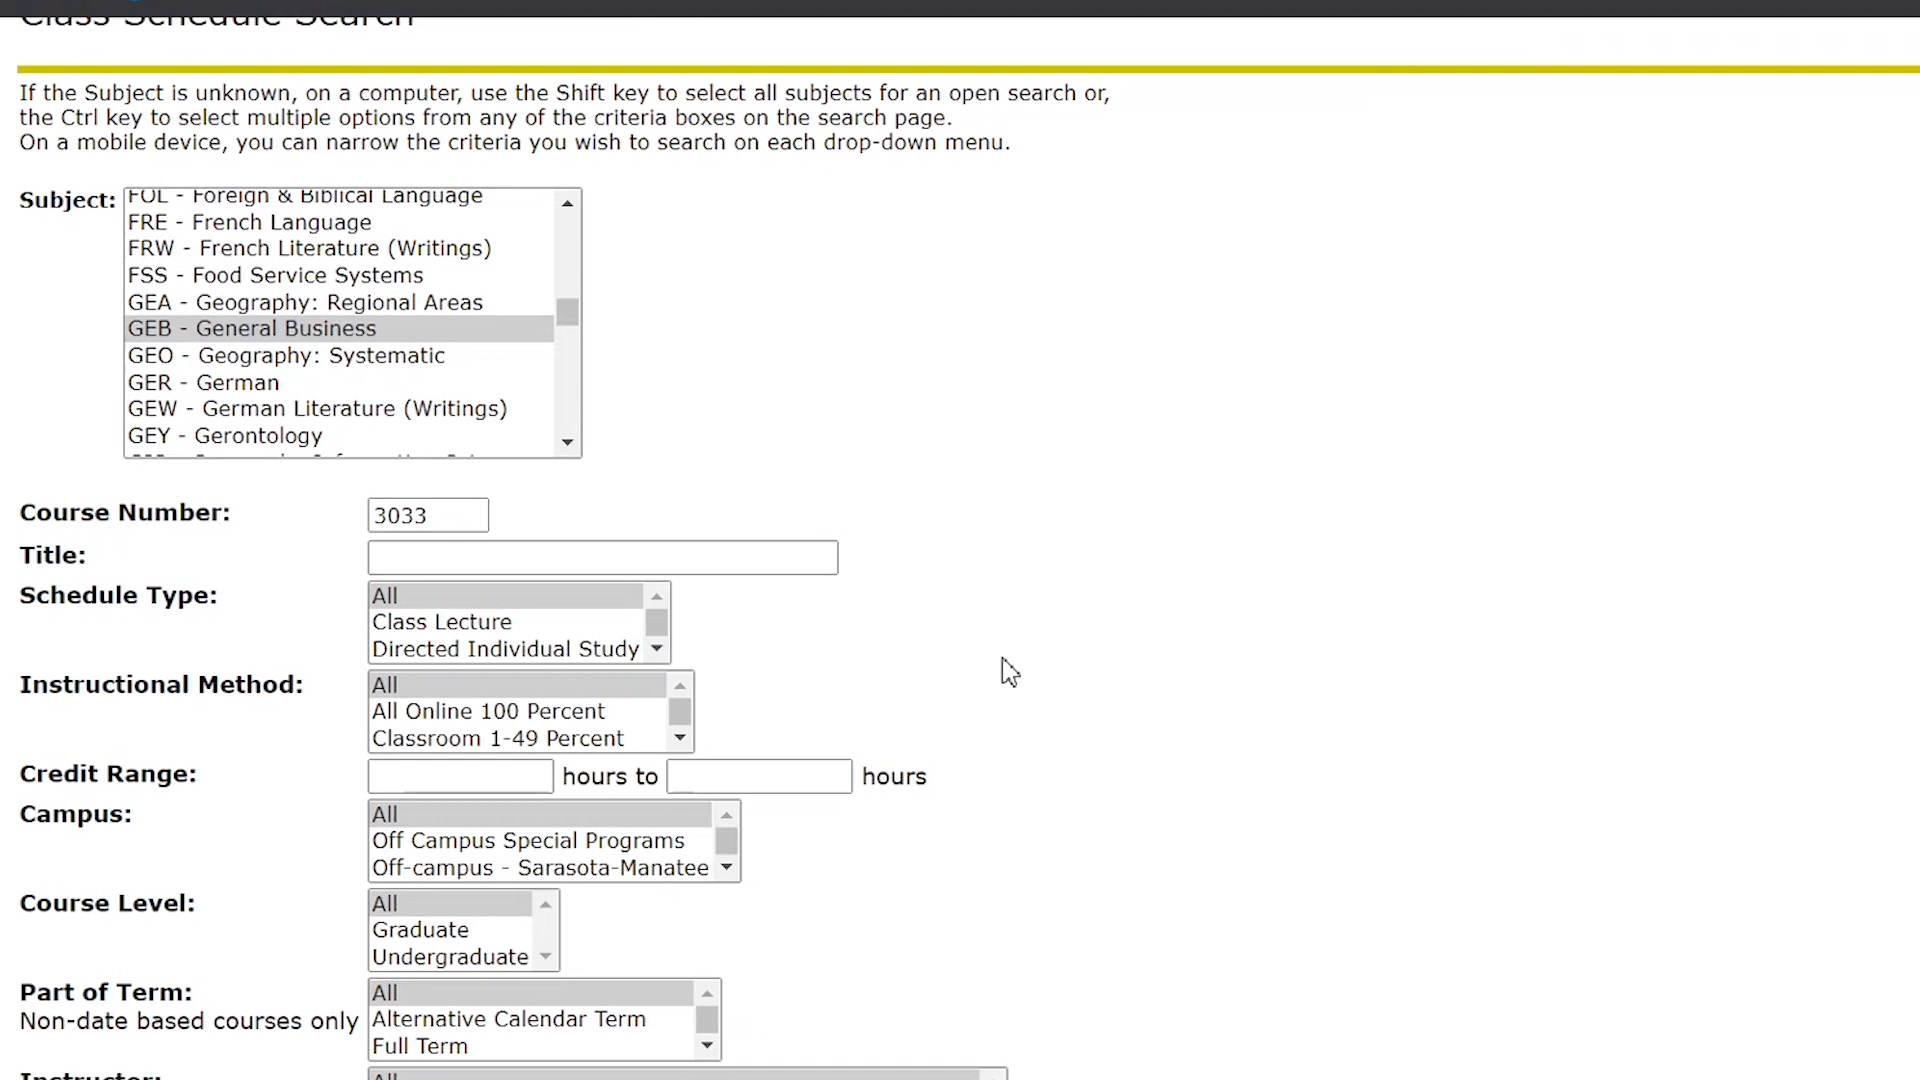 Class Schedule Search
If the Subject is unknown, on a computer, use the Shift key to select all subjects for an open search or,
the Ctrl key to select multiple options from any of the criteria boxes on the search page.
On a mobile device, you can narrow the criteria you wish to search on each drop-down menu.
Subject:
FOL - Foreign & Biblical Language
FRE - French Language
FRW - French Literature (Writings)
FSS - Food Service Systems
GEA - Geography: Regional Areas
GEB - General Business
GEO - Geography: Systematic
GER - German
GEW - German Literature (Writings)
GEY - Gerontology
Course Number: 3033
Title:
Schedule Type: All
Class Lecture
Directed Individual Study
Instructional Method: All
All Online 100 Percent
Classroom 1-49 Percent
Credit Range: hours to hours
Campus: All
Off Campus Special Programs
Off-campus - Sarasota-Manatee
Course Level: All
Graduate
Undergraduate
Part of Term: All
Non-date based courses only Alternative Calendar Term
Full Term
Instructor: All